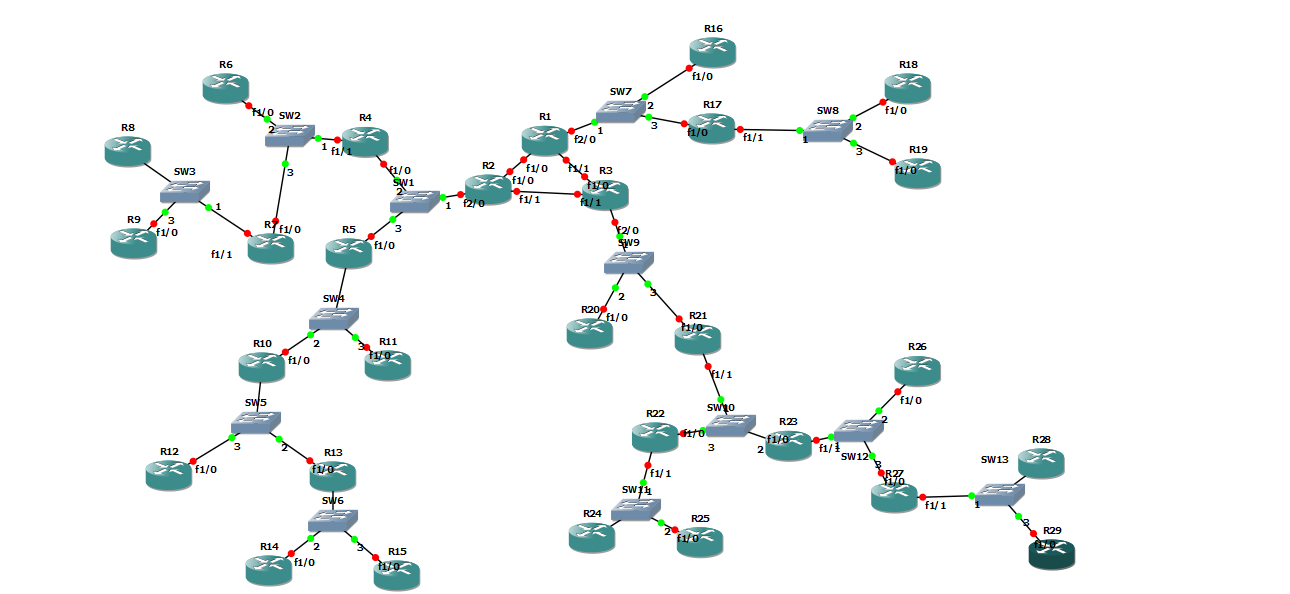 R16
R6
R18
SW7
f1/0
SW2
f1/0
2
R4
R1
2
R17
SW8
f1/0
R8
2
1
f1/1
f2/0
1
3
f1/0
f1/1
1
2
3
R19
SW3
3
f1/0
R2
f1/0
f1/1
R3
f1/0
SW1
2
f1/0
f1/0
1
f2/0
f1/1
f1/1
R9
3
f1/0
1
R7
f1/0
R5
3
f1/0
f2/0
SW9
1
f1/1
SW4
2
3
R20
f1/0
R21
f1/0
R10
2
f1/0
3
R11
f1/0
R26
f1/1
f1/0
SW5
SW10
1
R22
f1/0
3
2
R23
f1/0
f1/1
1
2
SW12
3
R28
3
2
R12
f1/0
R13
f1/0
f1/1
R27
f1/0
SW13
SW11
1
f1/1
1
SW6
R24
2
R25
f1/0
3
R29
f1/0
R14
2
f1/0
3
R15
f1/0